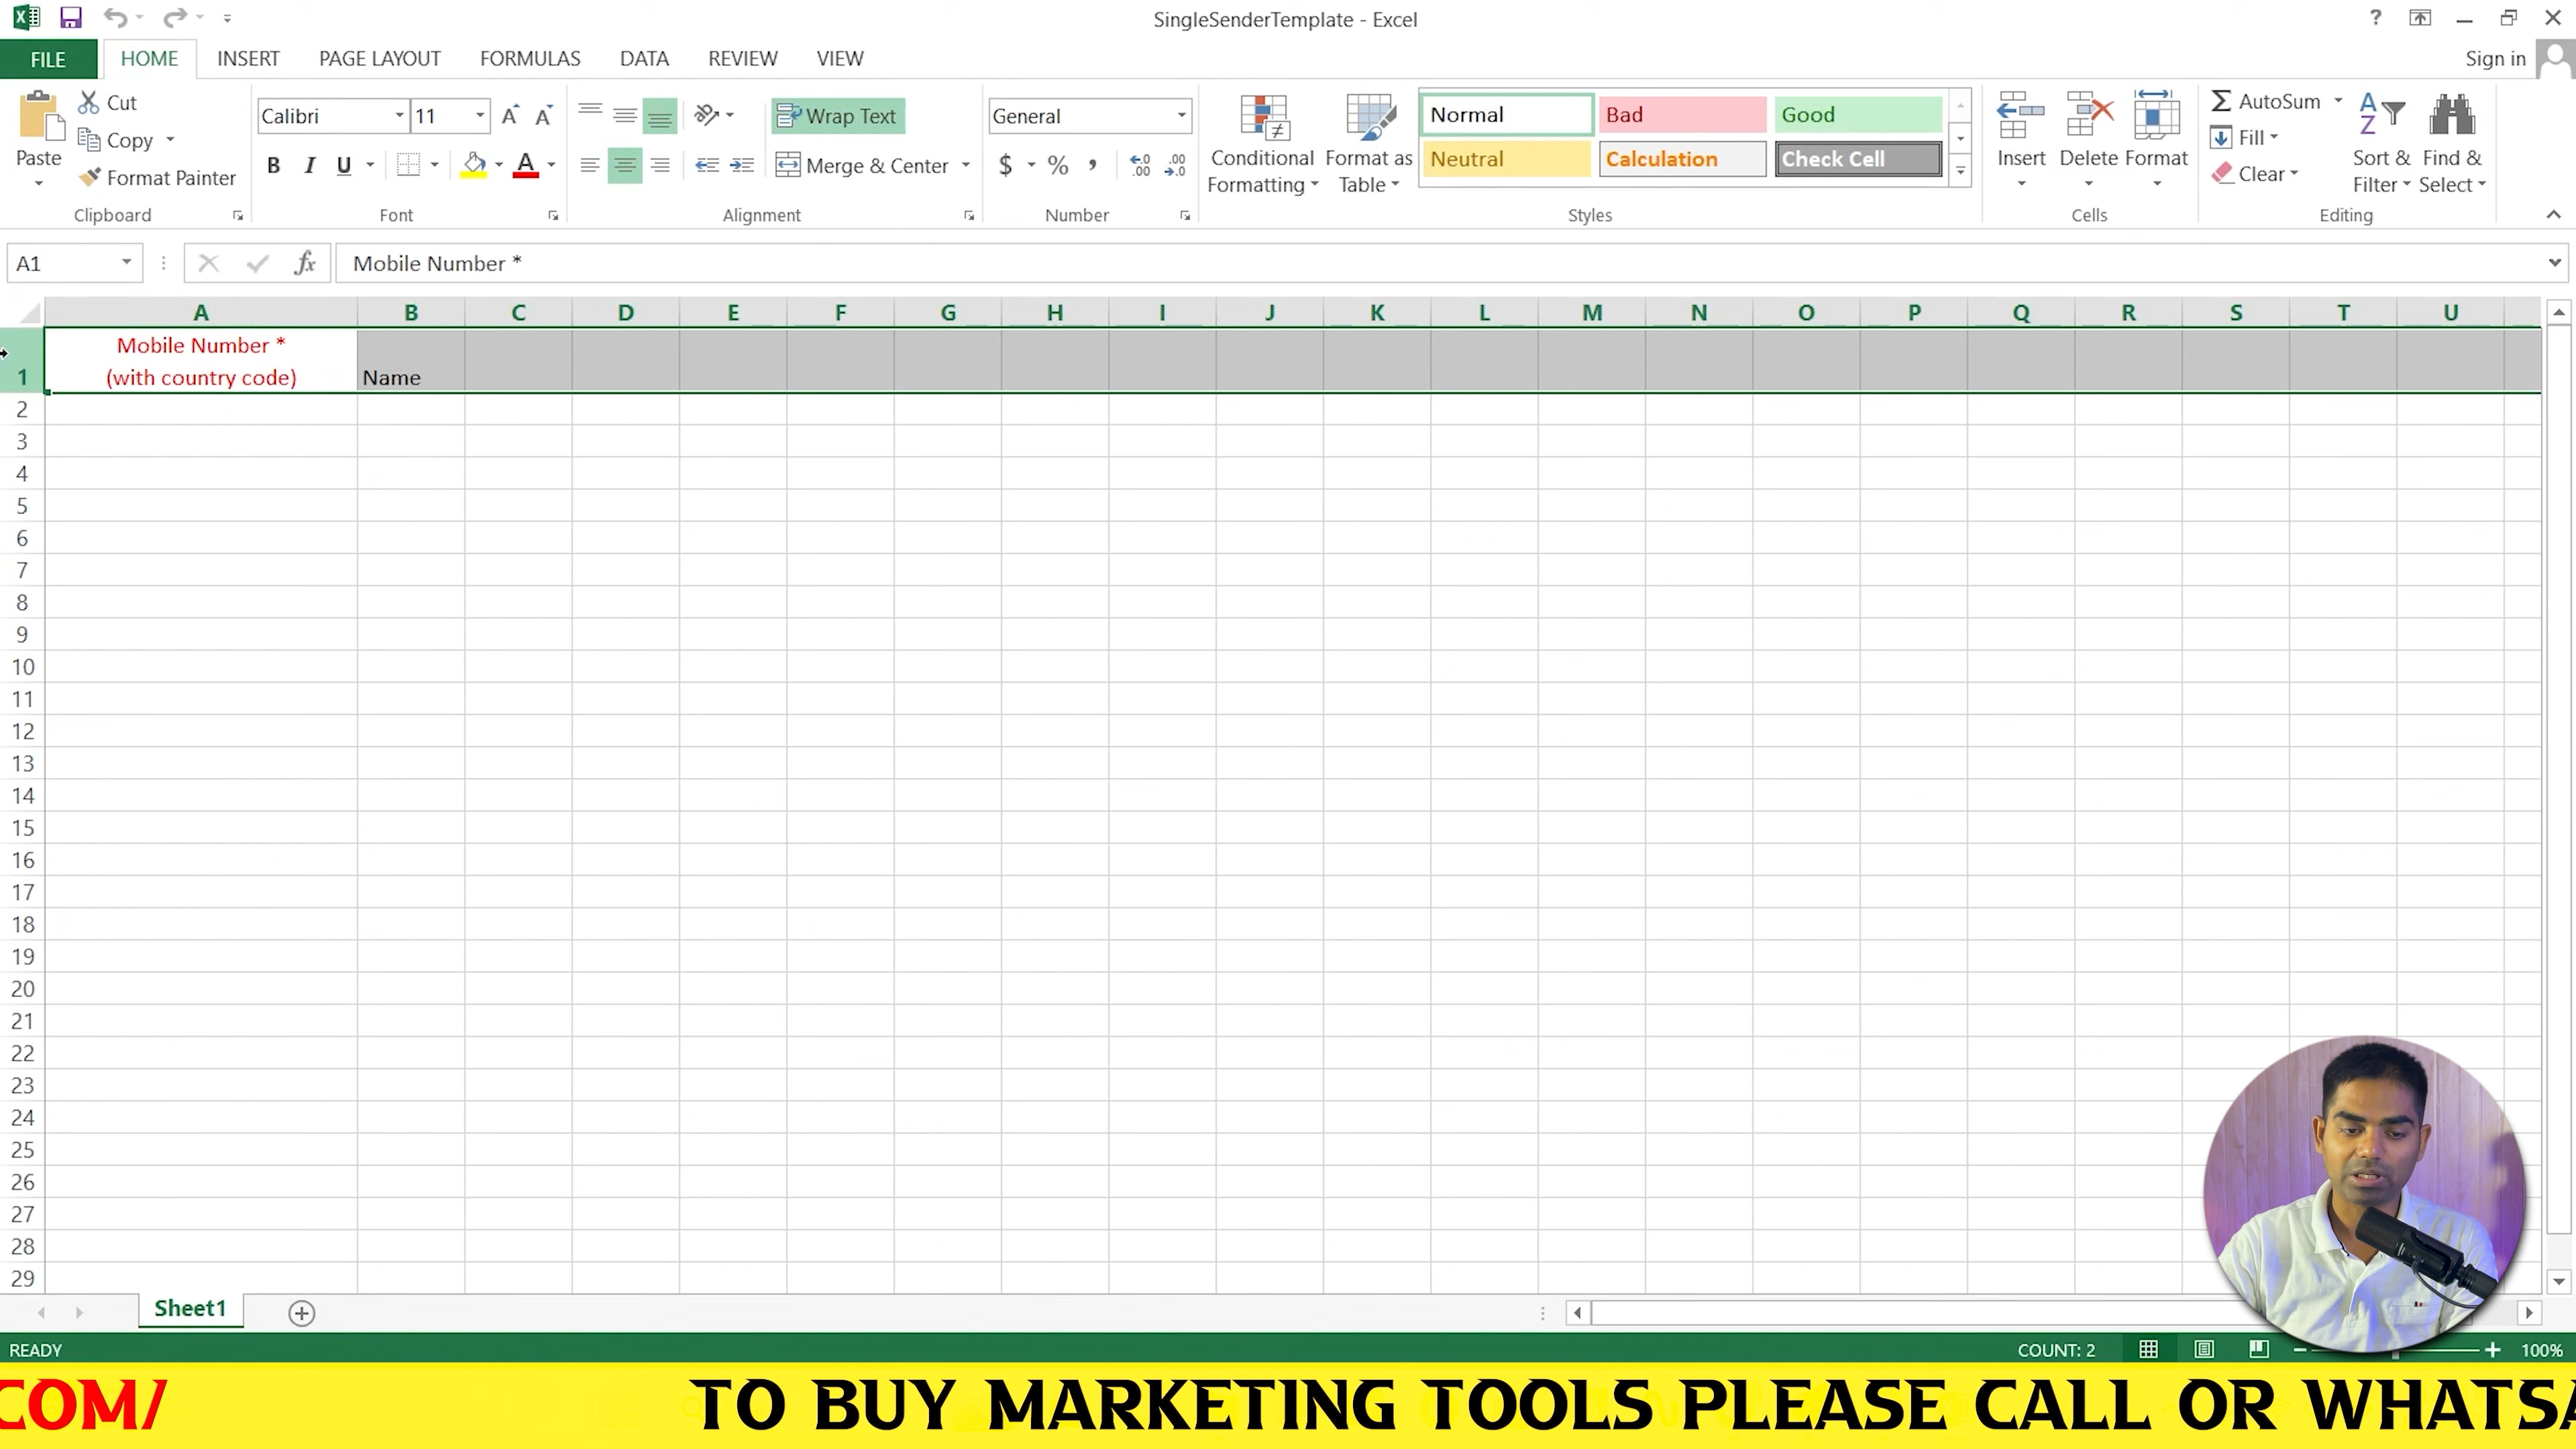 SingleSenderTemplate - Excel
?
FILE HOME INSERT PAGE LAYOUT FORMULAS DATA REVIEW VIEW Sign in
Paste
Cut
Copy
Format Painter
Clipboard
Calibri 11
B I U
Font
Wrap Text
Merge & Center
Alignment
General
$ % ,
Number
Conditional
Formatting
Format as
Table
Normal Bad Good
Neutral Calculation Check Cell
Styles
Insert Delete Format
Cells
AutoSum
Fill
Clear
Sort &
Filter
Find &
Select
Editing
A1 fx Mobile Number *
A B C D E F G H I J K L M N O P Q R S T U
1
Mobile Number *
(with country code)
Name
2
3
4
5
6
7
8
9
10
11
12
13
14
15
16
17
18
19
20
21
22
23
24
25
26
27
28
29
Sheet1
READY COUNT: 2 100%
COM/ TO BUY MARKETING TOOLS PLEASE CALL OR WHATSA